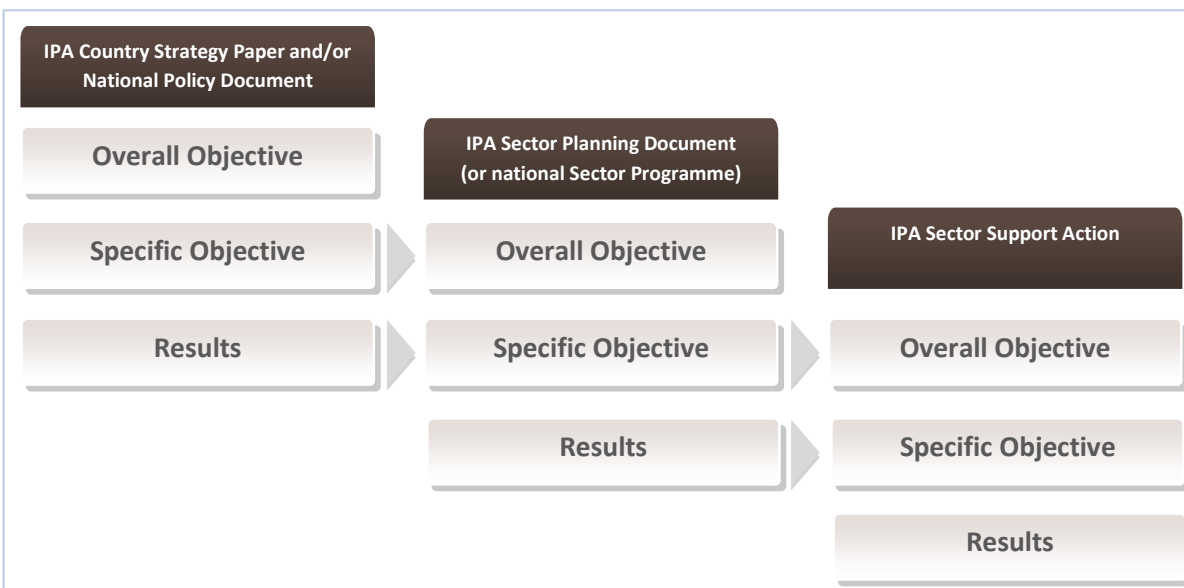 IPA Country Strategy Paper and/or
National Policy Document
Overall Objective
Specific Objective
Results
IPA Sector Planning Document
(or national Sector Programme)
Overall Objective
Specific Objective
Results
IPA Sector Support Action
Overall Objective
Specific Objective
Results